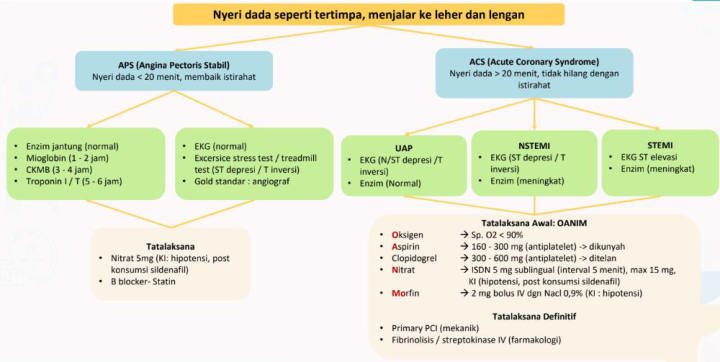 Nyeri dada seperti tertimpa, menjalar ke leher dan lengan
APS (Angina Pectoris Stabil)
Nyeri dada < 20 menit, membaik istirahat
ACS (Acute Coronary Syndrome)
Nyeri dada > 20 menit, tidak hilang dengan
istirahat
• Enzim jantung (normal)
• Mioglobin (1 - 2 jam)
• CKMB (3 - 4 jam)
• Troponin I / T (5 - 6 jam)
• EKG (normal)
• Excersice stress test / treadmill
test (ST depresi / T inversi)
• Gold standar : angiograf
UAP
• EKG (N/ST depresi /T
inversi)
• Enzim (Normal)
NSTEMI
• EKG (ST depresi / T
inversi)
• Enzim (meningkat)
STEMI
• EKG ST elevasi
• Enzim (meningkat)
Tatalaksana
• Nitrat 5mg (KI: hipotensi, post
konsumsi sildenafil)
• B blocker- Statin
Tatalaksana Awal: OANIM
• Oksigen → Sp. O2 < 90%
• Aspirin → 160 - 300 mg (antiplatelet) -> dikunyah
• Clopidogrel → 300 - 600 mg (antiplatelet) -> ditelan
• Nitrat → ISDN 5 mg sublingual (interval 5 menit), max 15 mg,
KI (hipotensi, post konsumsi sildenafil)
• Morfin → 2 mg bolus IV dgn Nacl 0,9% (KI : hipotensi)
Tatalaksana Definitif
• Primary PCI (mekanik)
• Fibrinolisis / streptokinase IV (farmakologi)